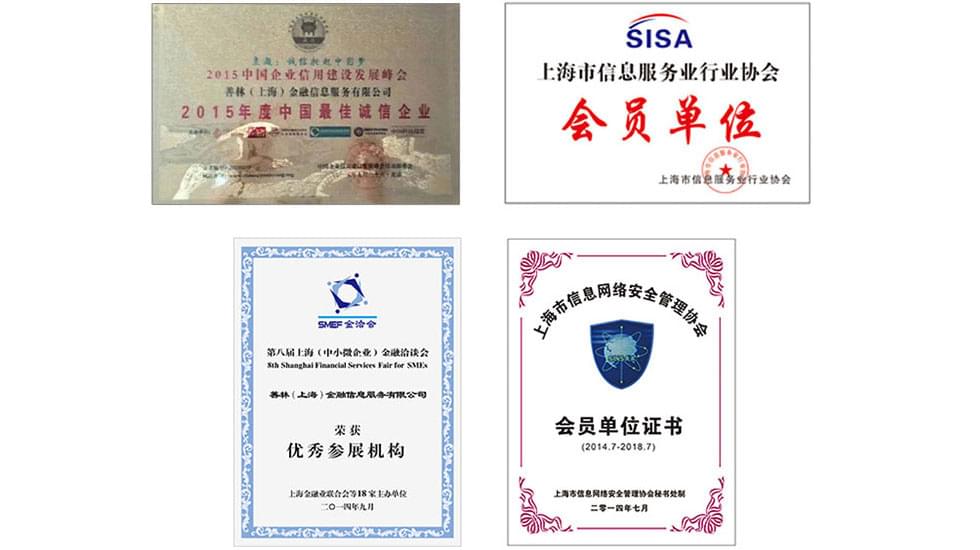 主题：诚信托起中国梦
2015中国企业信用建设发展峰会
善林（上海）金融信息服务有限公司
2015年度中国最佳诚信企业
SISA
上海市信息服务业行业协会
会员单位
上海市信息服务业行业协会
SMEF 金洽会
第八届上海（中小微企业）金融洽谈会
8th Shanghai Financial Services Fair for SMEs
善林（上海）金融信息服务有限公司
荣获
优秀参展机构
上海金融业联合会等18家主办单位
二〇一四年九月
上海市信息网络安全管理协会
会员单位证书
(2014.7-2018.7)
上海市信息网络安全管理协会秘书处制
二零一四年七月